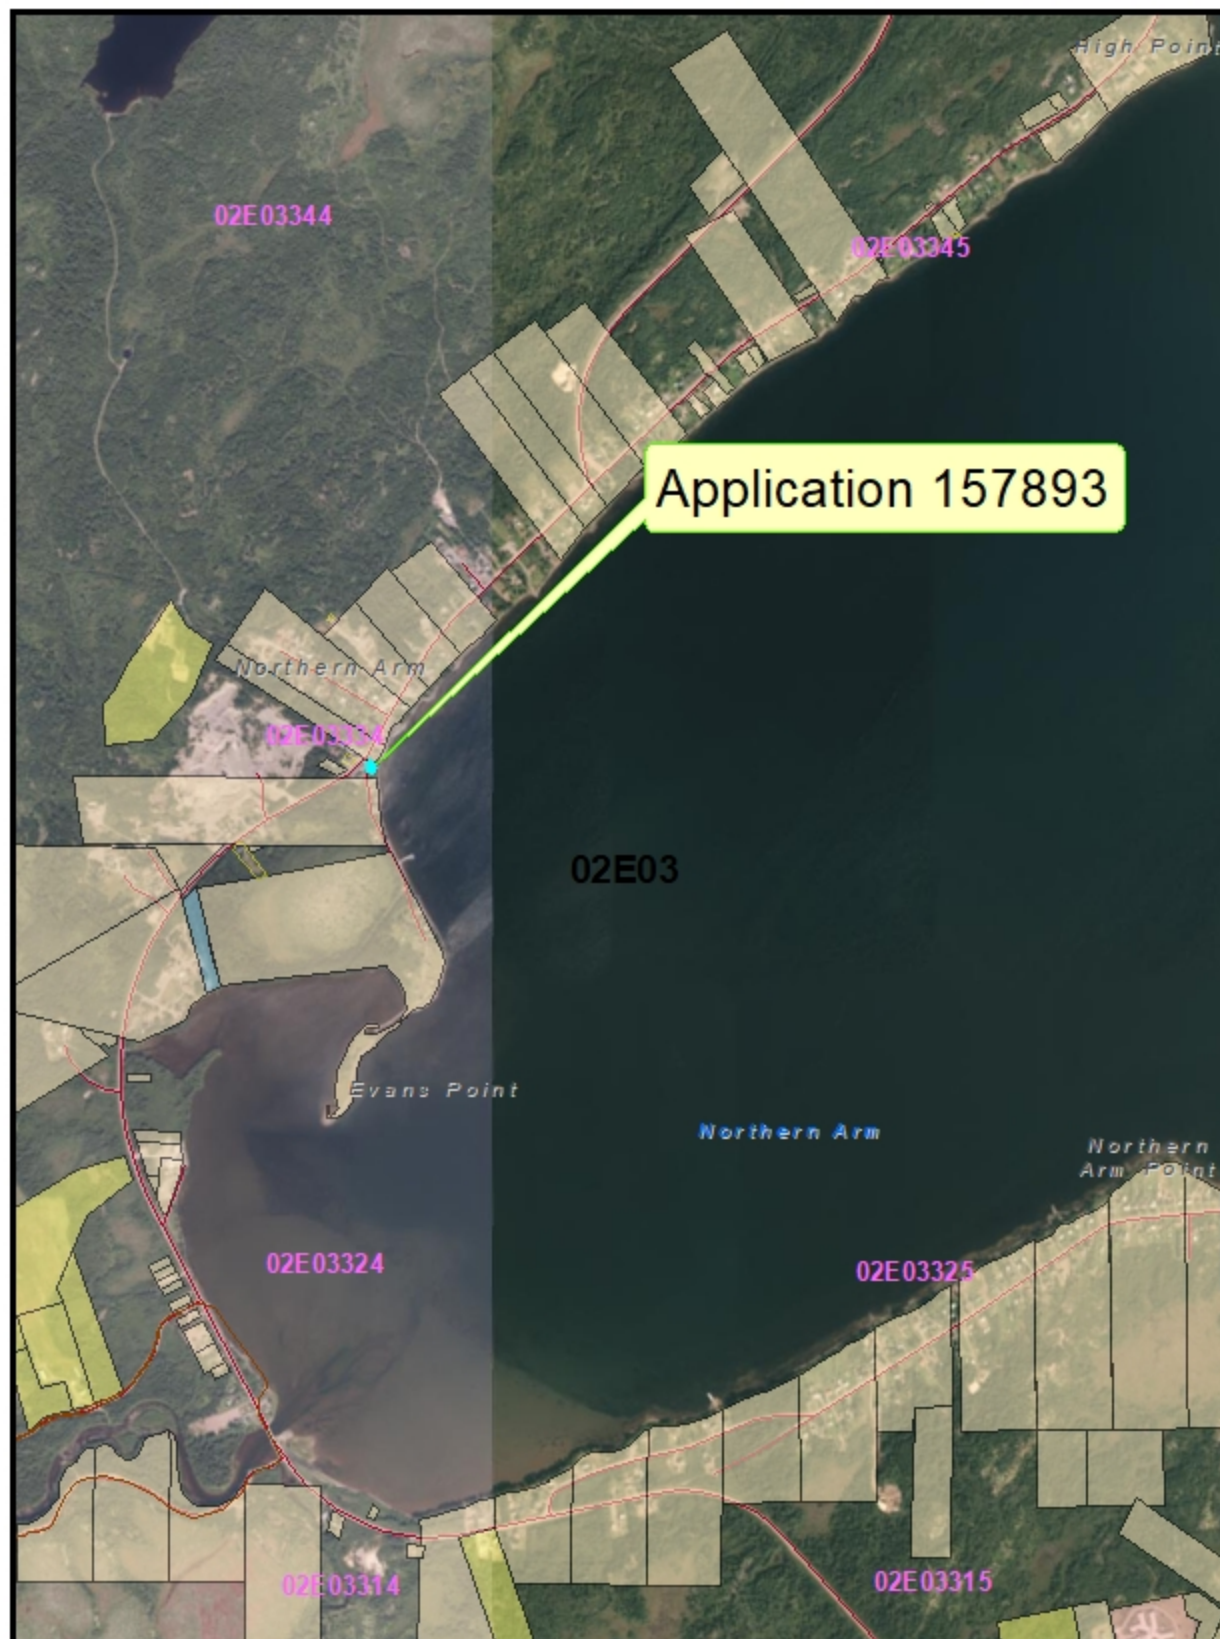 High Point
02E03344
02E03345
Application 157893
Northern Arm
02E03334
02E03
Evans Point
Northern Arm
Northern
Arm Point
02E03324
02E03325
02E03314
02E03315